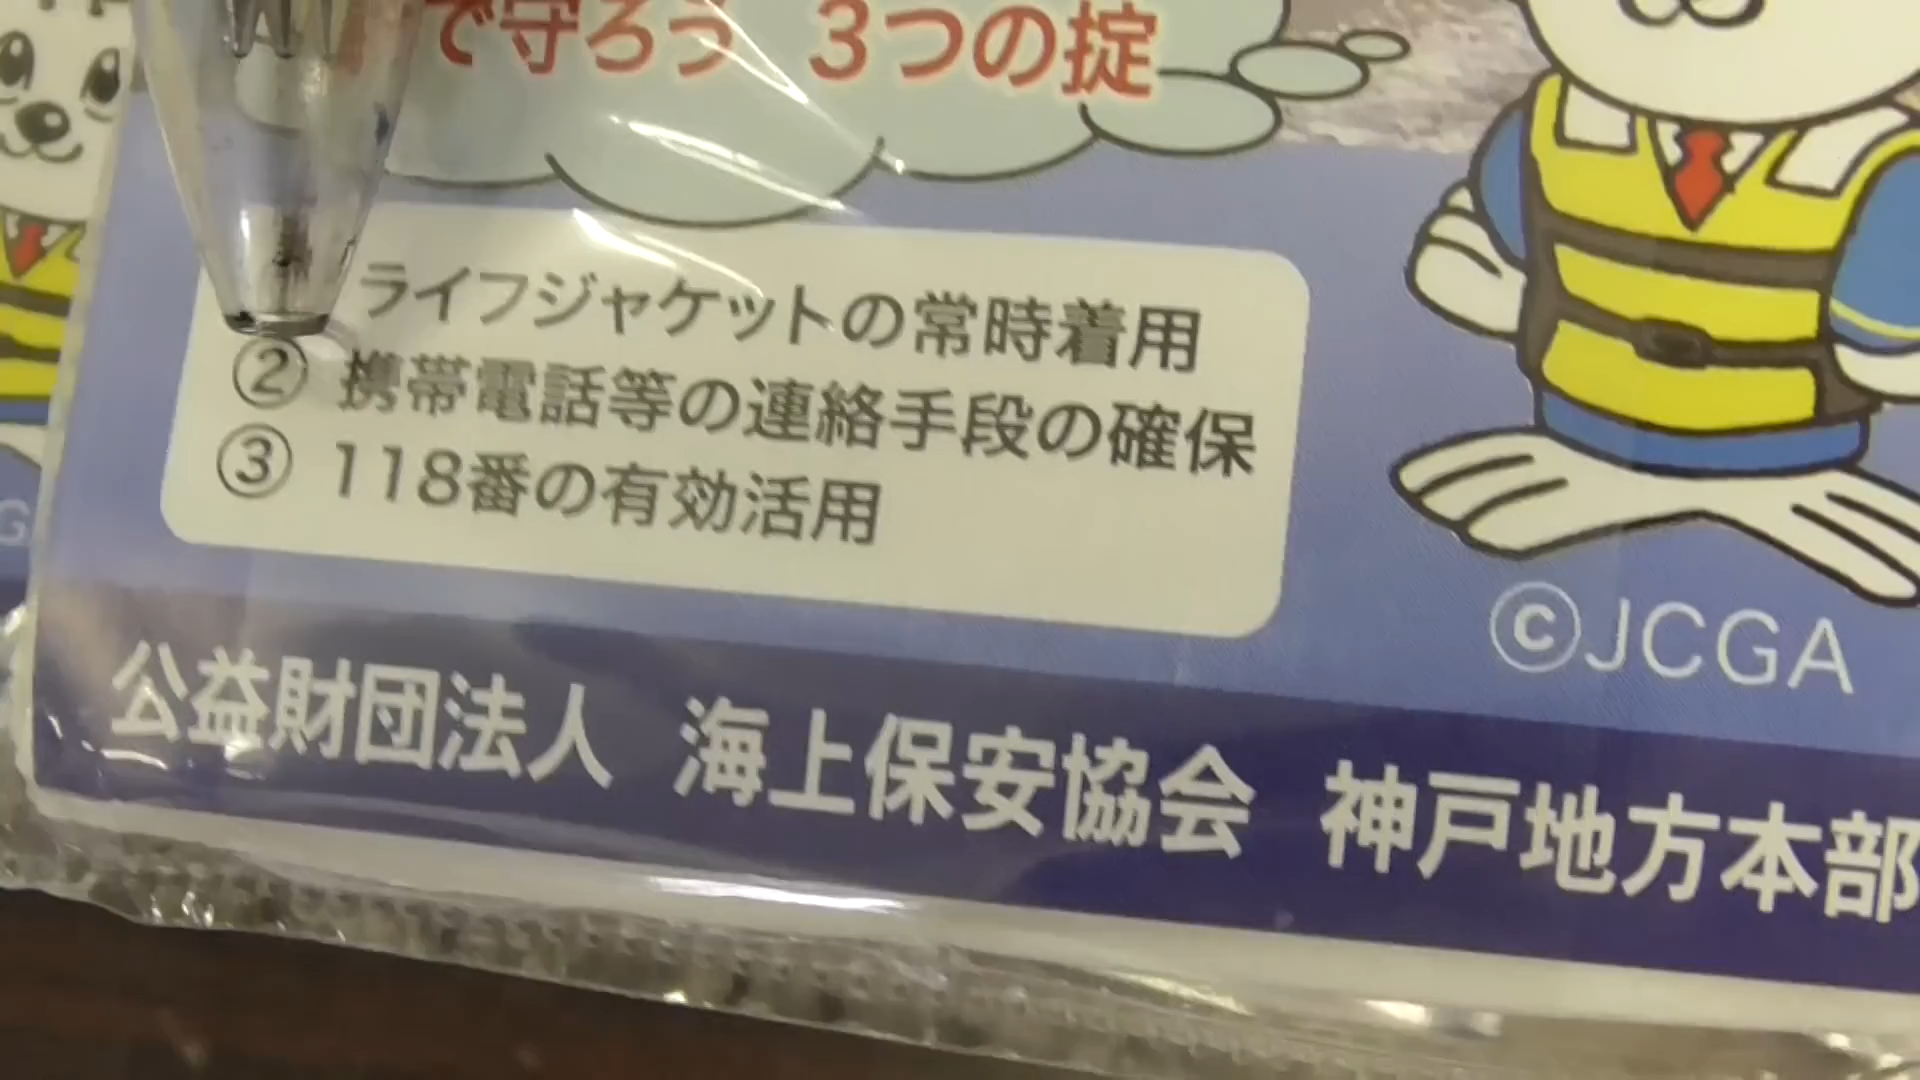 で守ろう 3つの掟
ライフジャケットの常時着用
② 携帯電話等の連絡手段の確保
③ 118番の有効活用
©JCGA
公益財団法人 海上保安協会 神戸地方本部